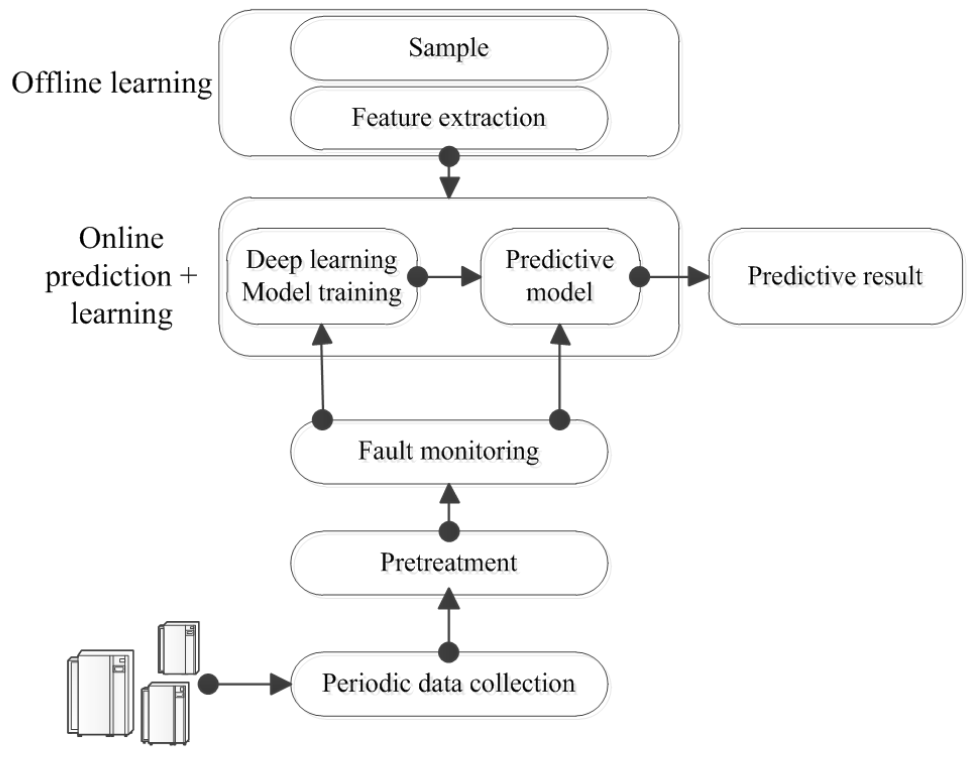 Sample
Offline learning
Feature extraction
Online
prediction +
learning
Deep learning
Model training
Predictive
model
Predictive result
Fault monitoring
Pretreatment
Periodic data collection